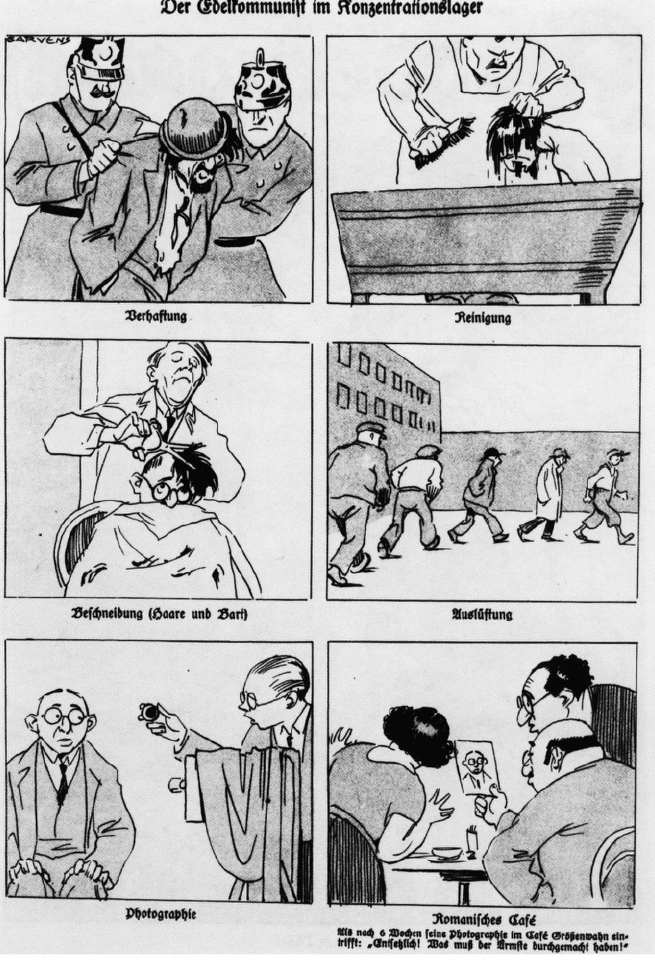 Der Edelkommunist im Konzentrationslager
BARVENS
Verhaftung
Reinigung
Beschneidung (Haare und Bart)
Auslüftung
Photographie
Romanisches Café
Als nach 6 Wochen seine Photographie im Café Größenwahn ein-
trifft: „Entsetzlich! Was muß der Ärmste durchgemacht haben!“